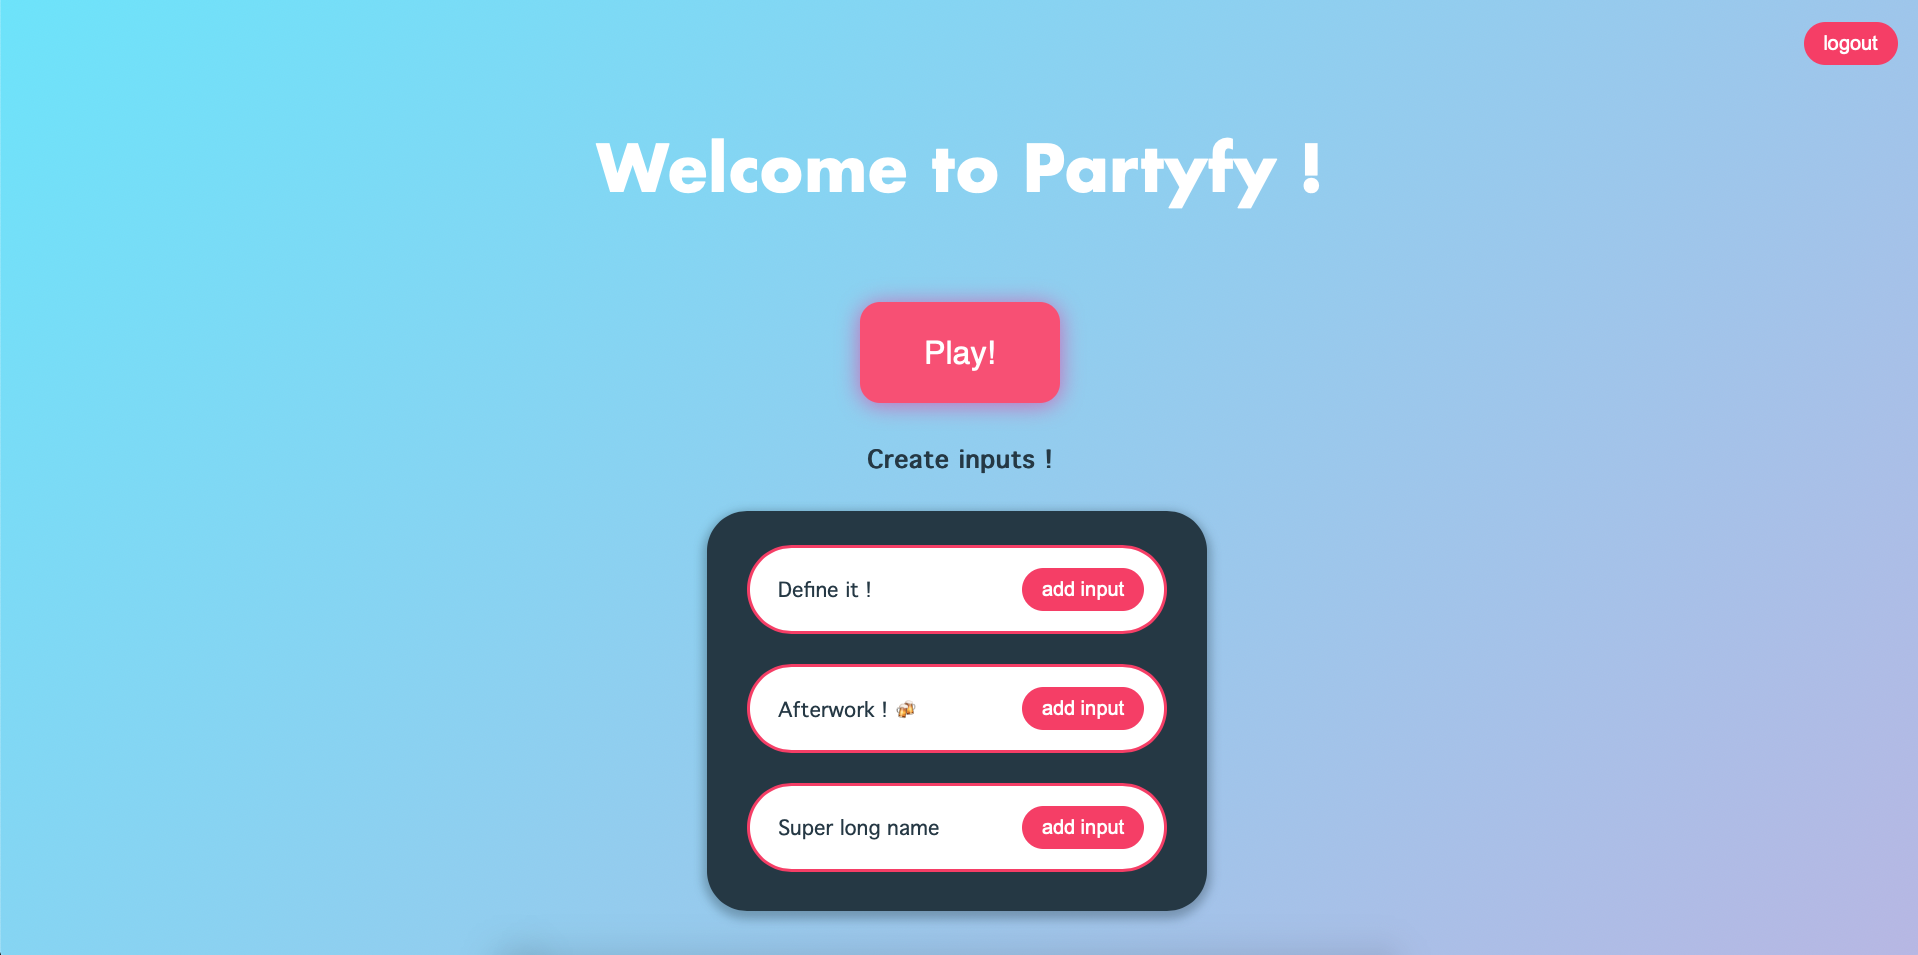 logout
Welcome to Partyfy !
Play!
Create inputs !
Define it !
add input
Afterwork ! 🍻
add input
Super long name
add input